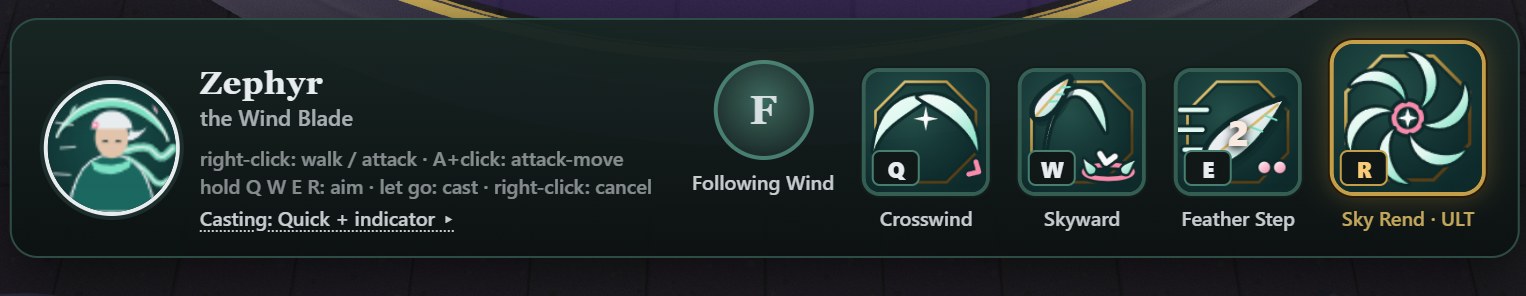 Zephyr
the Wind Blade
right-click: walk / attack · A+click: attack-move
hold Q W E R: aim · let go: cast · right-click: cancel
Casting: Quick + indicator ▸
F
Following Wind
Q
Crosswind
W
Skyward
2
E
Feather Step
R
Sky Rend · ULT